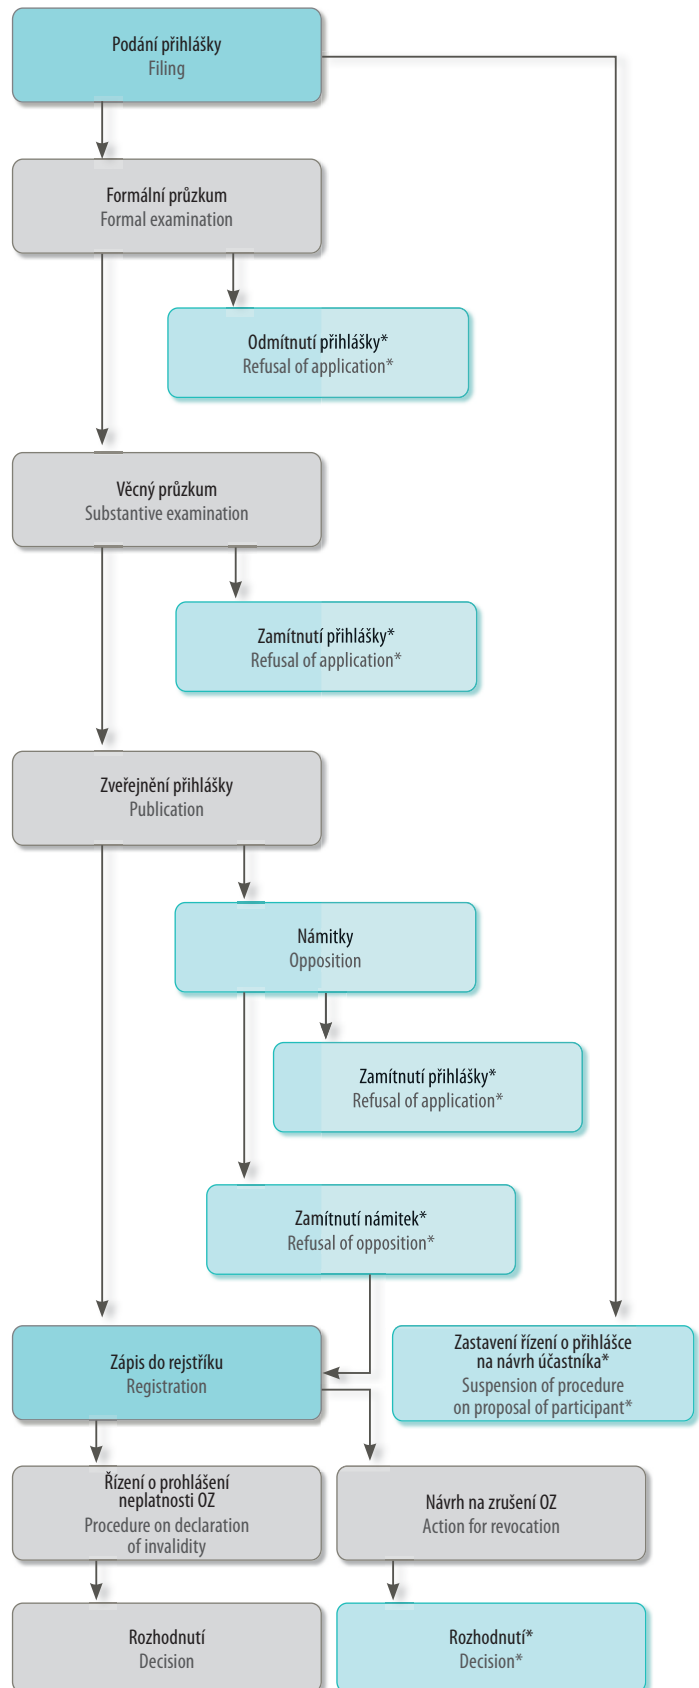 Podání přihlášky
Filing
Formální průzkum
Formal examination
Odmítnutí přihlášky*
Refusal of application*
Věcný průzkum
Substantive examination
Zamítnutí přihlášky*
Refusal of application*
Zveřejnění přihlášky
Publication
Námitky
Opposition
Zamítnutí přihlášky*
Refusal of application*
Zamítnutí námitek*
Refusal of opposition*
Zápis do rejstříku
Registration
Zastavení řízení o přihlášce
na návrh účastníka*
Suspension of procedure
on proposal of participant*
Řízení o prohlášení
neplatnosti OZ
Procedure on declaration
of invalidity
Návrh na zrušení OZ
Action for revocation
Rozhodnutí
Decision
Rozhodnutí*
Decision*